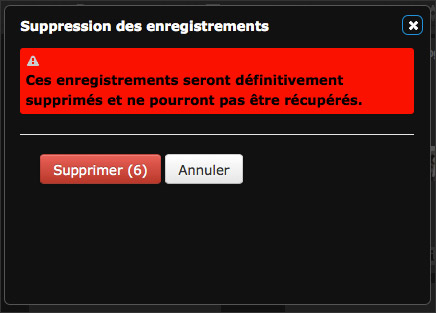 Suppression des enregistrements
Ces enregistrements seront définitivement
supprimés et ne pourront pas être récupérés.
Supprimer (6)
Annuler